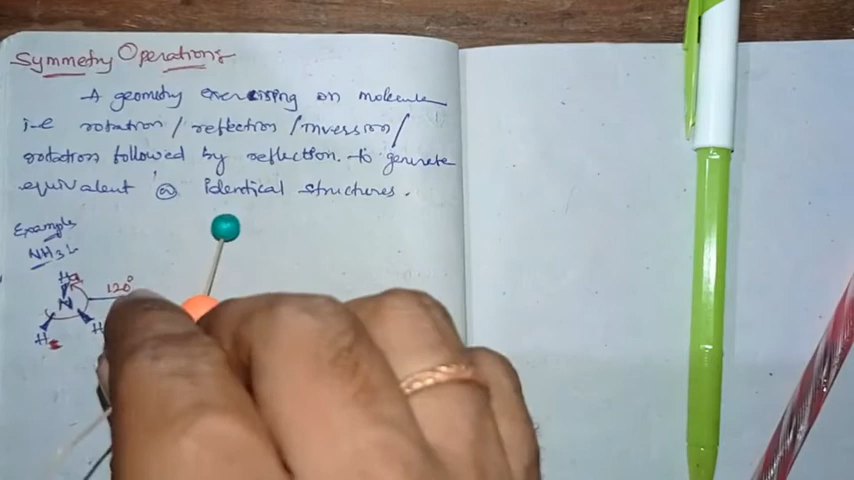 Symmetry Operations
A geometry exercising on molecule
i-e rotation / reflection / inversion /
rotation followed by reflection. to generate
equivalent or identical structures.
Example
NH3
Ha 120°
N
H H